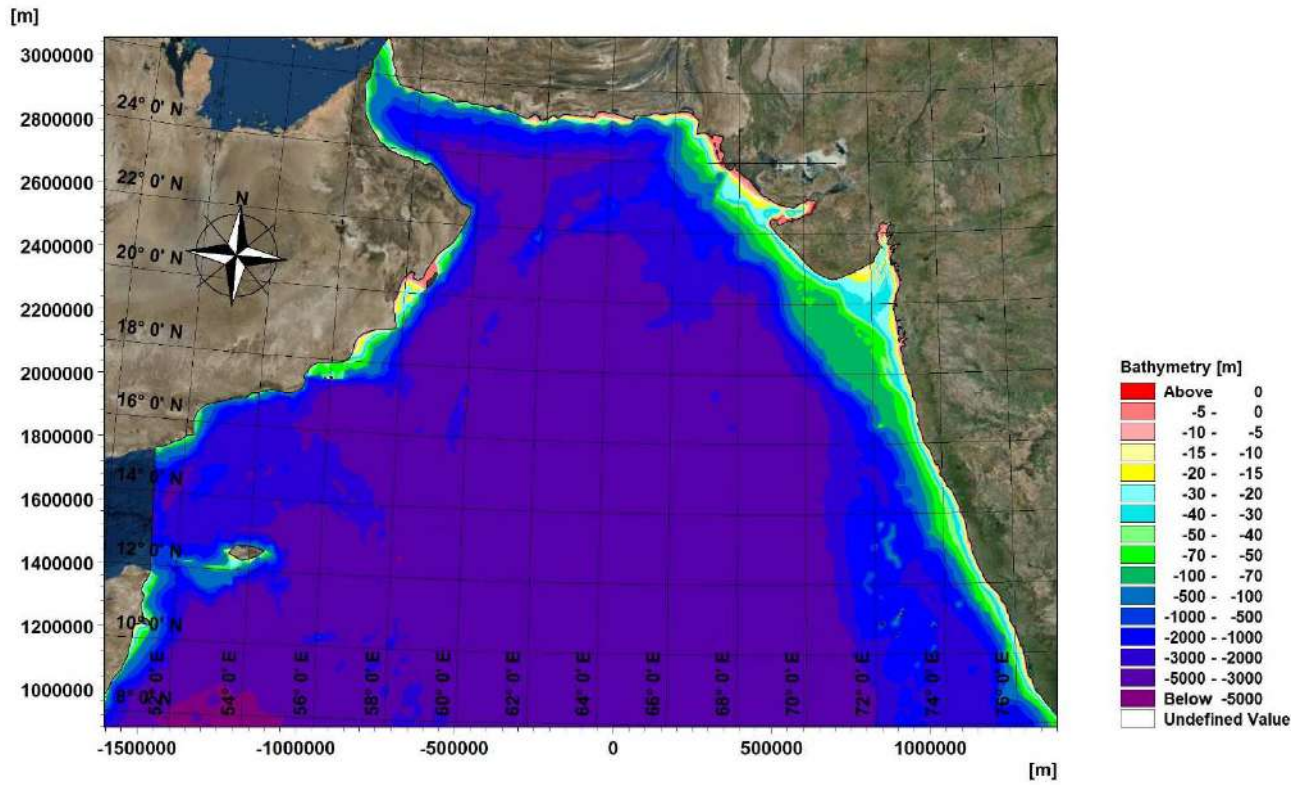 [m]
3000000
2800000
2600000
2400000
2200000
2000000
1800000
1600000
1400000
1200000
1000000
24° 0' N
22° 0' N
N
20° 0' N
18° 0' N
16° 0' N
14° 0' N
12° 0' N
10° 0' N
8° 0' N
52° 0' E
54° 0' E
56° 0' E
58° 0' E
60° 0' E
62° 0' E
64° 0' E
66° 0' E
68° 0' E
70° 0' E
72° 0' E
74° 0' E
76° 0' E
-1500000 -1000000 -500000 0 500000 1000000
[m]
Bathymetry [m]
Above 0
-5 - 0
-10 - -5
-15 - -10
-20 - -15
-30 - -20
-40 - -30
-50 - -40
-70 - -50
-100 - -70
-500 - -100
-1000 - -500
-2000 - -1000
-3000 - -2000
-5000 - -3000
Below -5000
Undefined Value